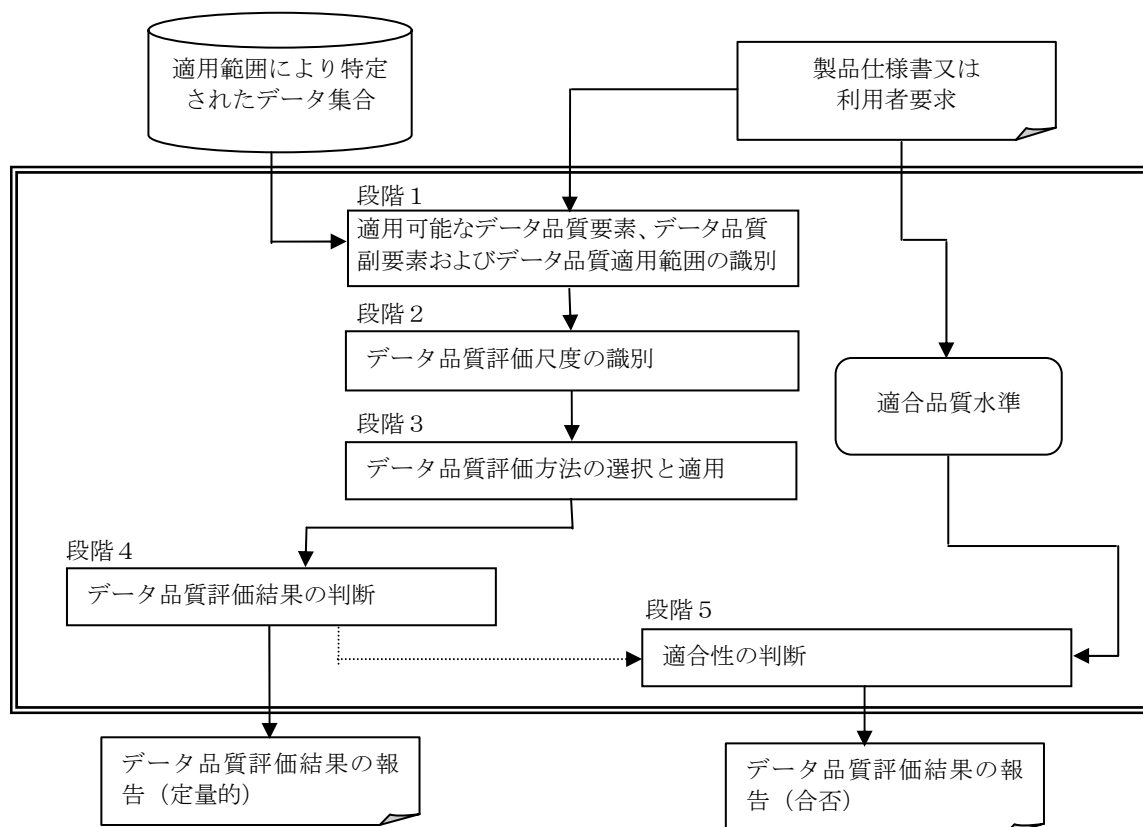 適用範囲により特定
されたデータ集合
製品仕様書又は
利用者要求
段階１
適用可能なデータ品質要素、データ品質
副要素およびデータ品質適用範囲の識別
段階２
データ品質評価尺度の識別
適合品質水準
段階３
データ品質評価方法の選択と適用
段階４
データ品質評価結果の判断
段階５
適合性の判断
データ品質評価結果の報
告（定量的）
データ品質評価結果の報
告（合否）